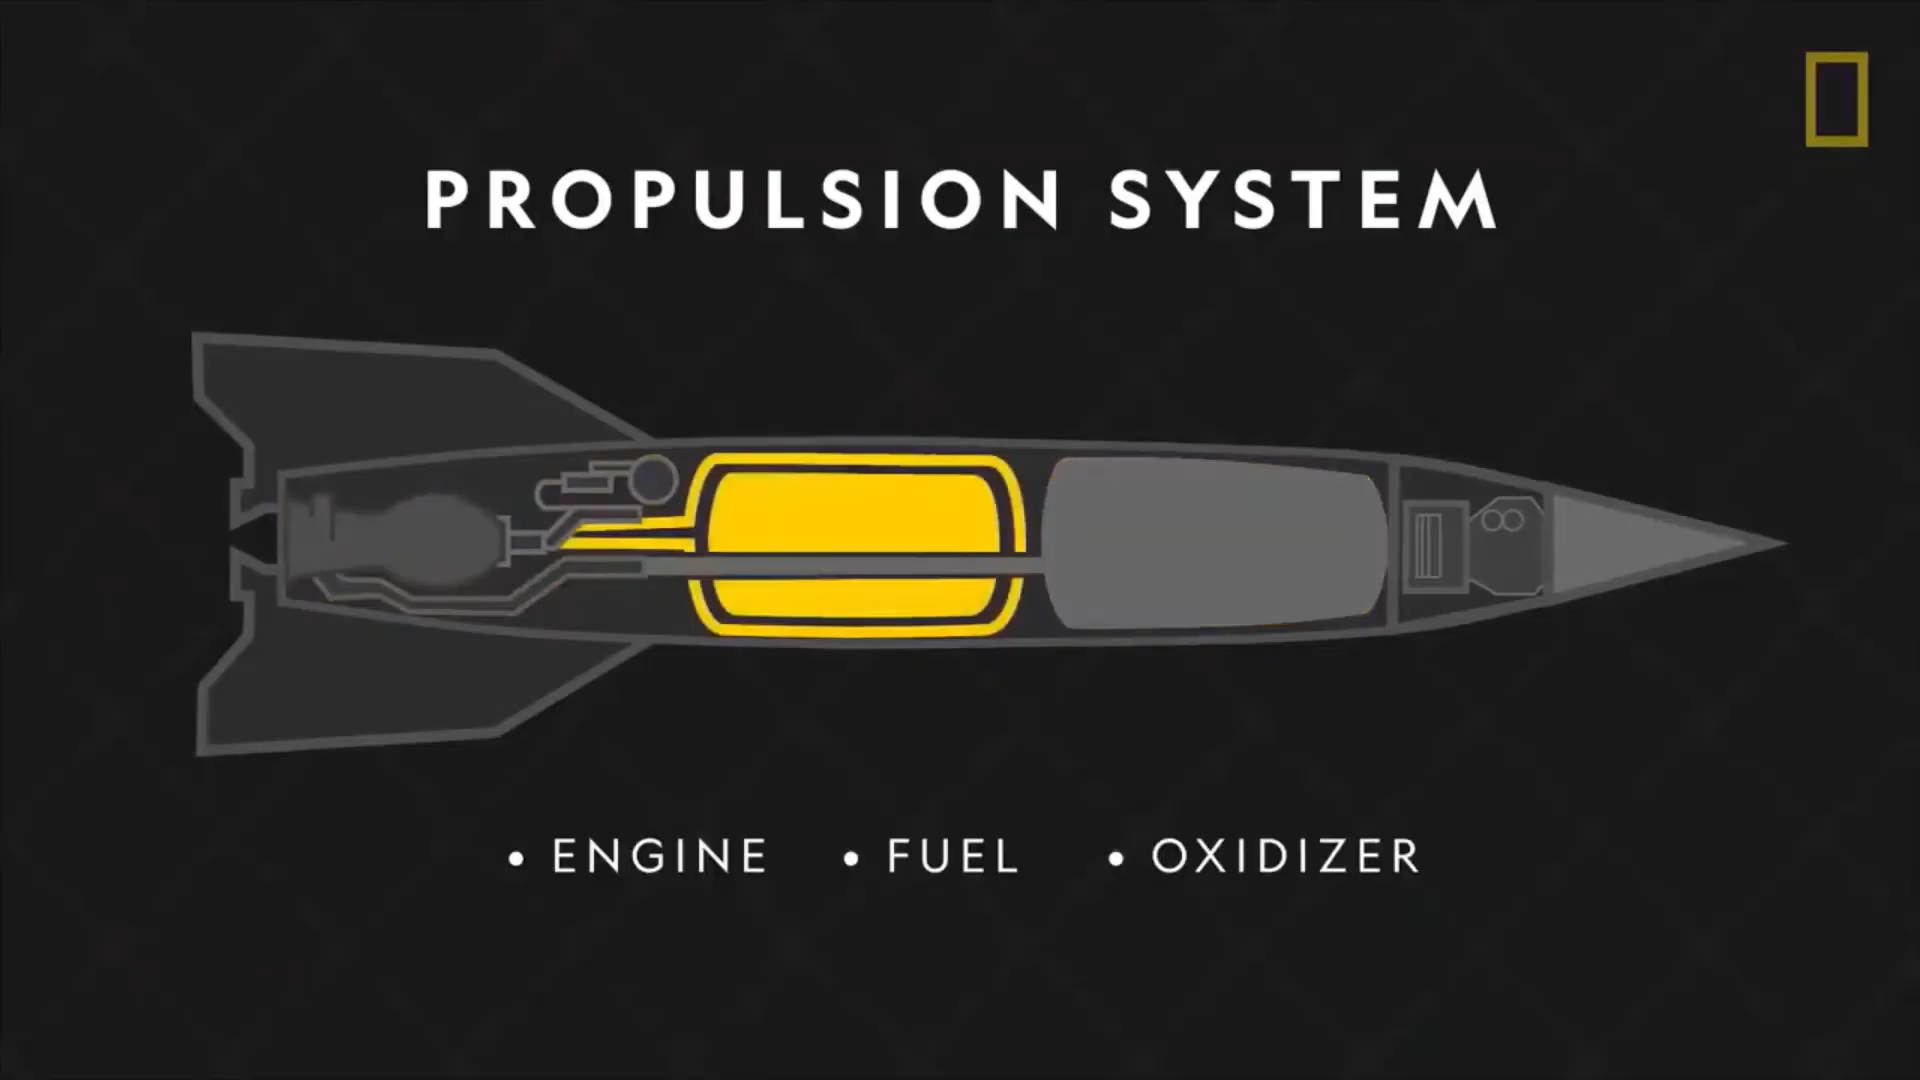 PROPULSION SYSTEM
• ENGINE • FUEL • OXIDIZER